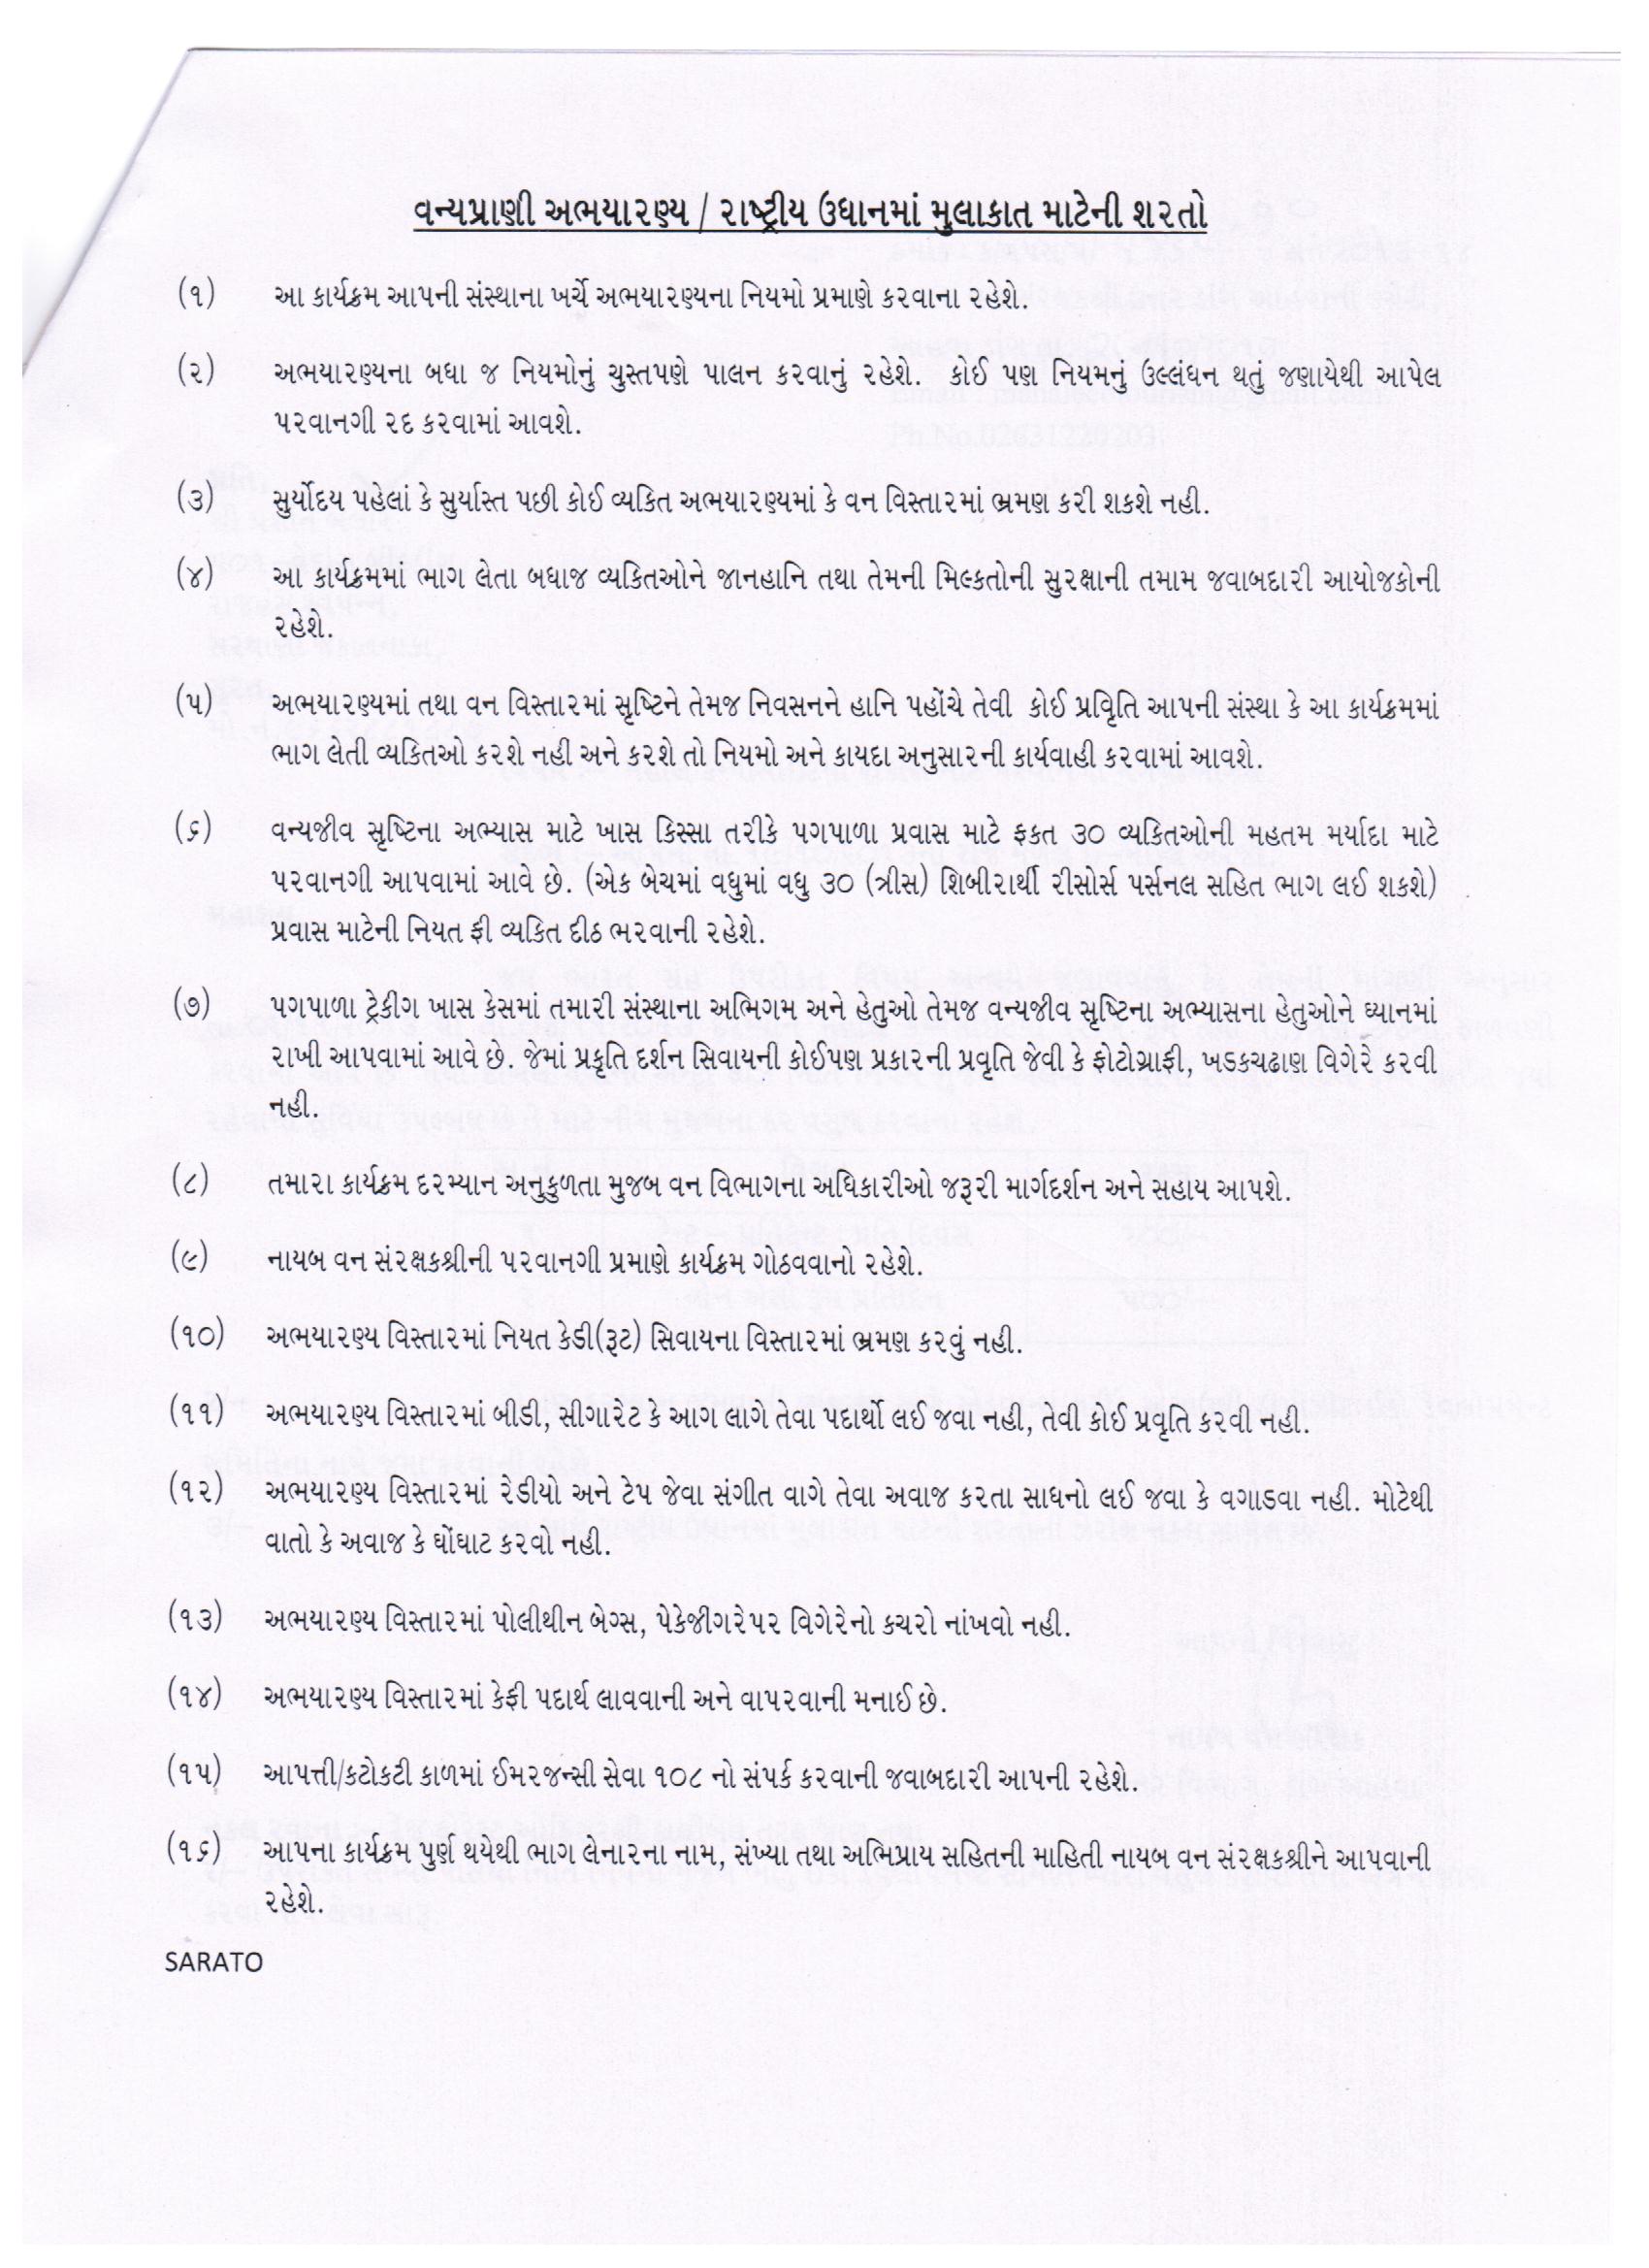 વન્યપ્રાણી અભયારણ્ય / રાષ્ટ્રીય ઉધાનમાં મુલાકાત માટેની શરતો
(૧) આ કાર્યક્રમ આપની સંસ્થાના ખર્ચે અભયારણ્યના નિયમો પ્રમાણે કરવાના રહેશે.
(૨) અભયારણ્યના બધા જ નિયમોનું ચુસ્તપણે પાલન કરવાનું રહેશે. કોઈ પણ નિયમનું ઉલ્લંઘન થતું જણાયેથી આપેલ
પરવાનગી રદ કરવામાં આવશે.
(૩) સુર્યોદય પહેલાં કે સુર્યાસ્ત પછી કોઈ વ્યકિત અભયારણ્યમાં કે વન વિસ્તારમાં ભ્રમણ કરી શકશે નહી.
(૪) આ કાર્યક્રમમાં ભાગ લેતા બધાજ વ્યકિતઓને જાનહાનિ તથા તેમની મિલ્કતોની સુરક્ષાની તમામ જવાબદારી આયોજકોની
રહેશે.
(૫) અભયારણ્યમાં તથા વન વિસ્તારમાં સૃષ્ટિને તેમજ નિવસનને હાનિ પહોંચે તેવી કોઈ પ્રવિૃતિ આપની સંસ્થા કે આ કાર્યક્રમમાં
ભાગ લેતી વ્યકિતઓ કરશે નહી અને કરશે તો નિયમો અને કાયદા અનુસારની કાર્યવાહી કરવામાં આવશે.
(૬) વન્યજીવ સૃષ્ટિના અભ્યાસ માટે ખાસ કિસ્સા તરીકે પગપાળા પ્રવાસ માટે ફકત ૩૦ વ્યકિતઓની મહતમ મર્યાદા માટે
પરવાનગી આપવામાં આવે છે. (એક બેચમાં વધુમાં વધુ ૩૦ (ત્રીસ) શિબીરાર્થી રીસોર્સ પર્સનલ સહિત ભાગ લઈ શકશે)
પ્રવાસ માટેની નિયત ફી વ્યકિત દીઠ ભરવાની રહેશે.
(૭) પગપાળા ટ્રેકીગ ખાસ કેસમાં તમારી સંસ્થાના અભિગમ અને હેતુઓ તેમજ વન્યજીવ સૃષ્ટિના અભ્યાસના હેતુઓને ધ્યાનમાં
રાખી આપવામાં આવે છે. જેમાં પ્રકૃતિ દર્શન સિવાયની કોઈપણ પ્રકારની પ્રવૃતિ જેવી કે ફોટોગ્રાફી, ખડકચઢાણ વિગેરે કરવી
નહી.
(૮) તમારા કાર્યક્રમ દરમ્યાન અનુકુળતા મુજબ વન વિભાગના અધિકારીઓ જરૂરી માર્ગદર્શન અને સહાય આપશે.
(૯) નાયબ વન સંરક્ષકશ્રીની પરવાનગી પ્રમાણે કાર્યક્રમ ગોઠવવાનો રહેશે.
(૧૦) અભયારણ્ય વિસ્તારમાં નિયત કેડી(રૂટ) સિવાયના વિસ્તારમાં ભ્રમણ કરવું નહી.
(૧૧) અભયારણ્ય વિસ્તારમાં બીડી, સીગારેટ કે આગ લાગે તેવા પદાર્થો લઈ જવા નહી, તેવી કોઈ પ્રવૃતિ કરવી નહી.
(૧૨) અભયારણ્ય વિસ્તારમાં રેડીયો અને ટેપ જેવા સંગીત વાગે તેવા અવાજ કરતા સાધનો લઈ જવા કે વગાડવા નહી. મોટેથી
વાતો કે અવાજ કે ઘોંઘાટ કરવો નહી.
(૧૩) અભયારણ્ય વિસ્તારમાં પોલીથીન બેગ્સ, પેકેજીગરેપર વિગેરેનો કચરો નાંખવો નહી.
(૧૪) અભયારણ્ય વિસ્તારમાં કેફી પદાર્થ લાવવાની અને વાપરવાની મનાઈ છે.
(૧૫) આપત્તી/કટોકટી કાળમાં ઈમરજન્સી સેવા ૧૦૮ નો સંપર્ક કરવાની જવાબદારી આપની રહેશે.
(૧૬) આપના કાર્યક્રમ પુર્ણ થયેથી ભાગ લેનારના નામ, સંખ્યા તથા અભિપ્રાય સહિતની માહિતી નાયબ વન સંરક્ષકશ્રીને આપવાની
રહેશે.
SARATO